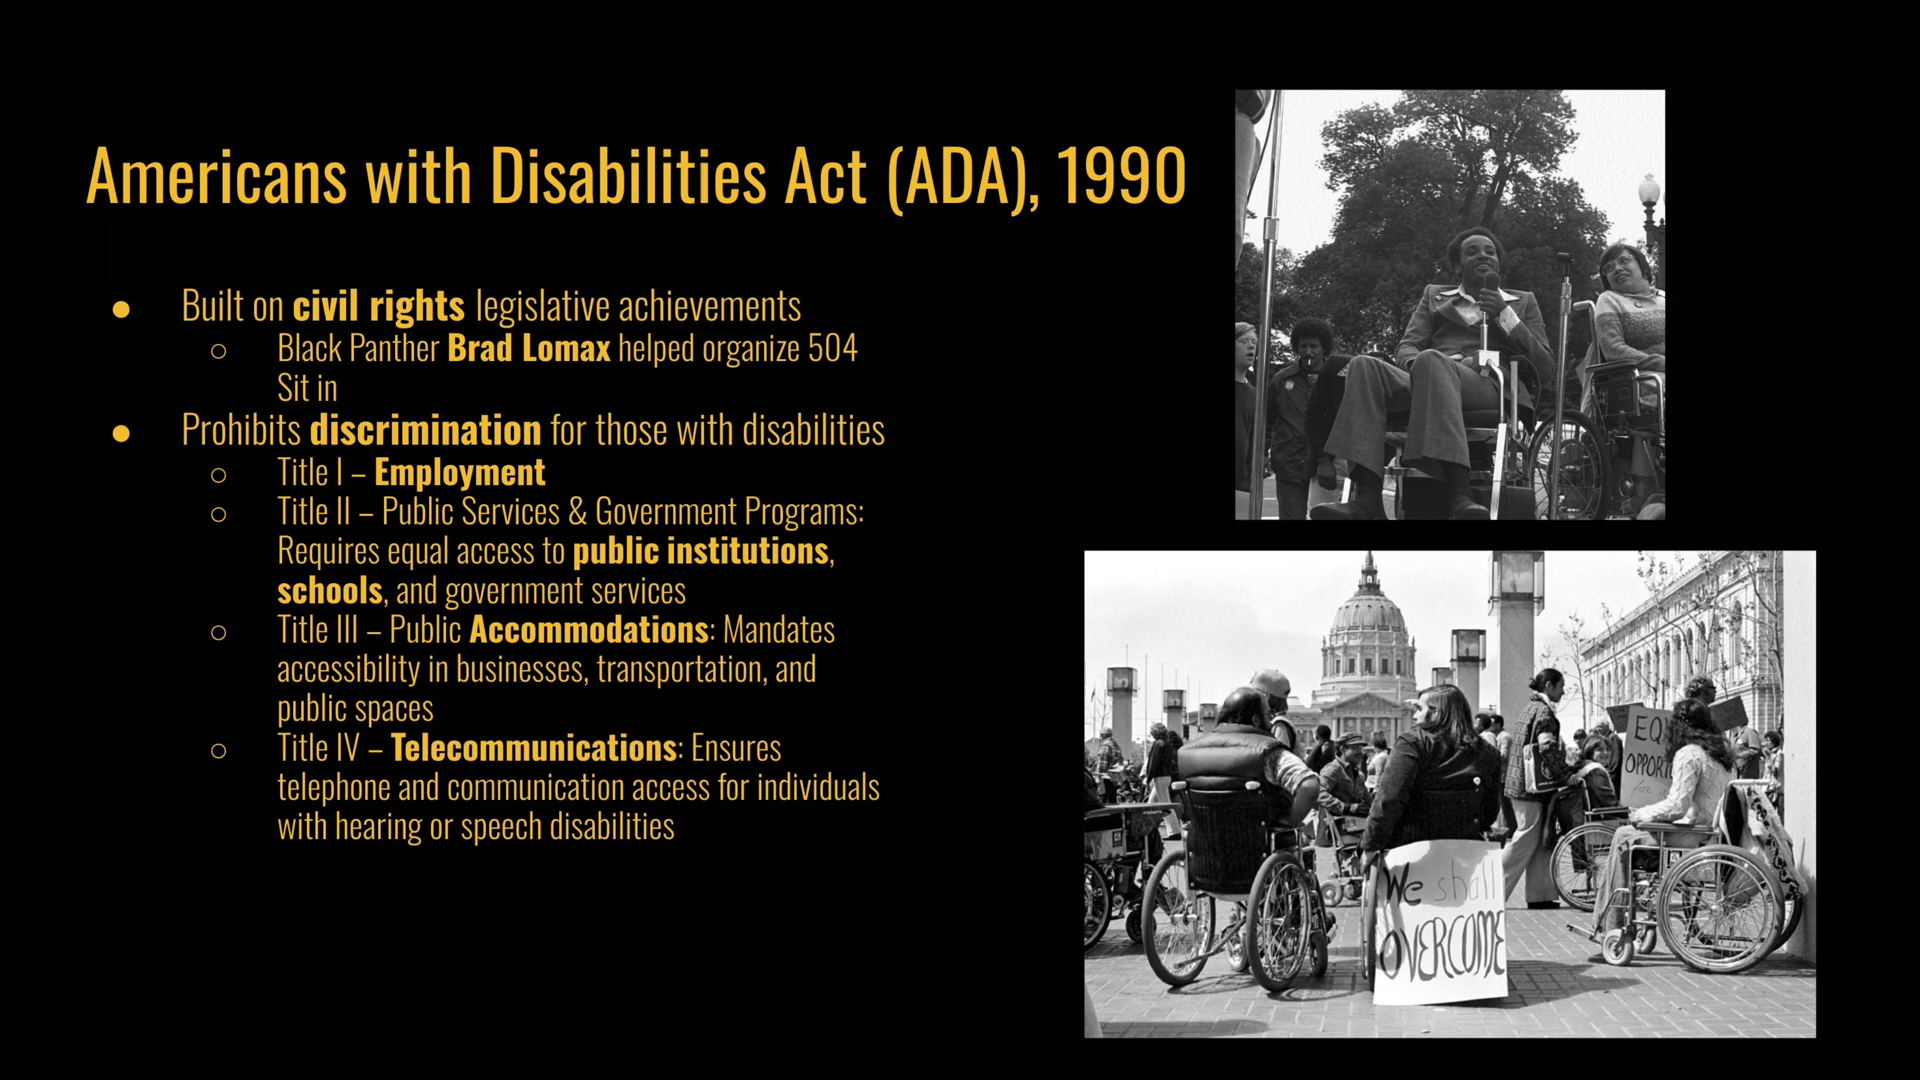 Americans with Disabilities Act (ADA), 1990
● Built on civil rights legislative achievements
○ Black Panther Brad Lomax helped organize 504
Sit in
● Prohibits discrimination for those with disabilities
○ Title I – Employment
○ Title II – Public Services & Government Programs:
Requires equal access to public institutions,
schools, and government services
○ Title III – Public Accommodations: Mandates
accessibility in businesses, transportation, and
public spaces
○ Title IV – Telecommunications: Ensures
telephone and communication access for individuals
with hearing or speech disabilities
EQ
OPPORT
for
We shall
OVERCOME